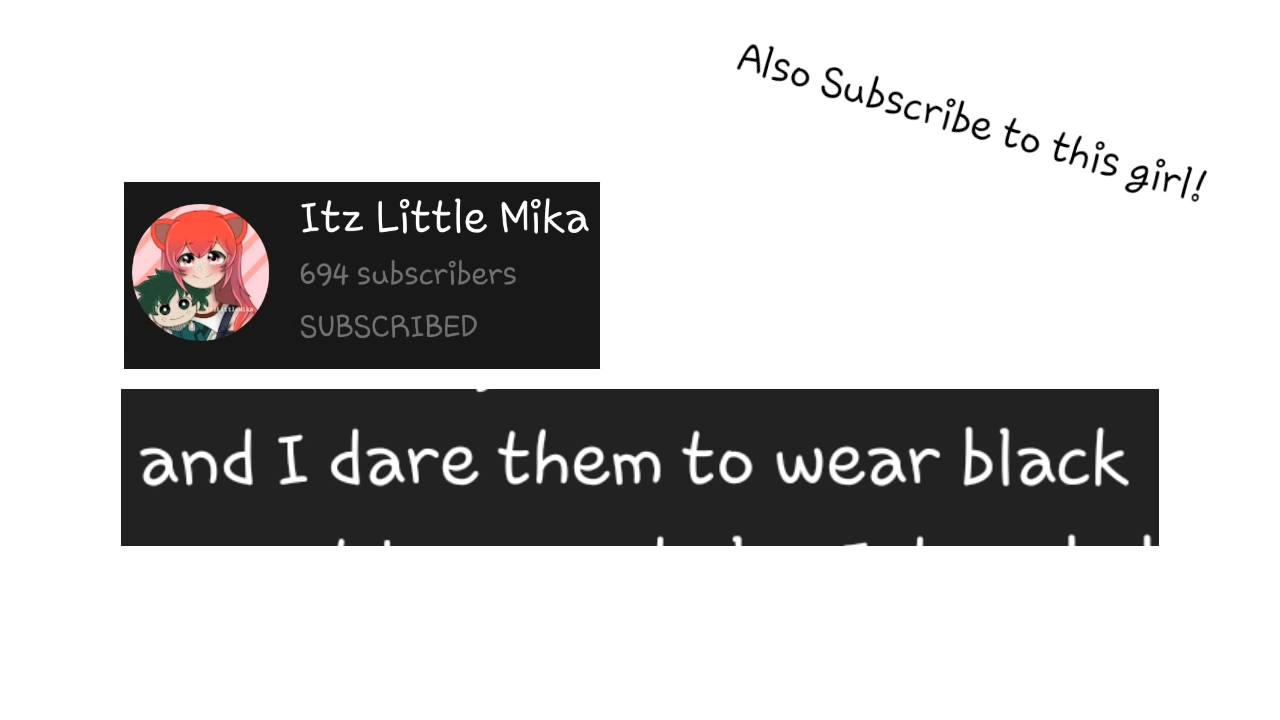 Also Subscribe to this girl!
Itz Little Mika
694 subscribers
SUBSCRIBED
and I dare them to wear black